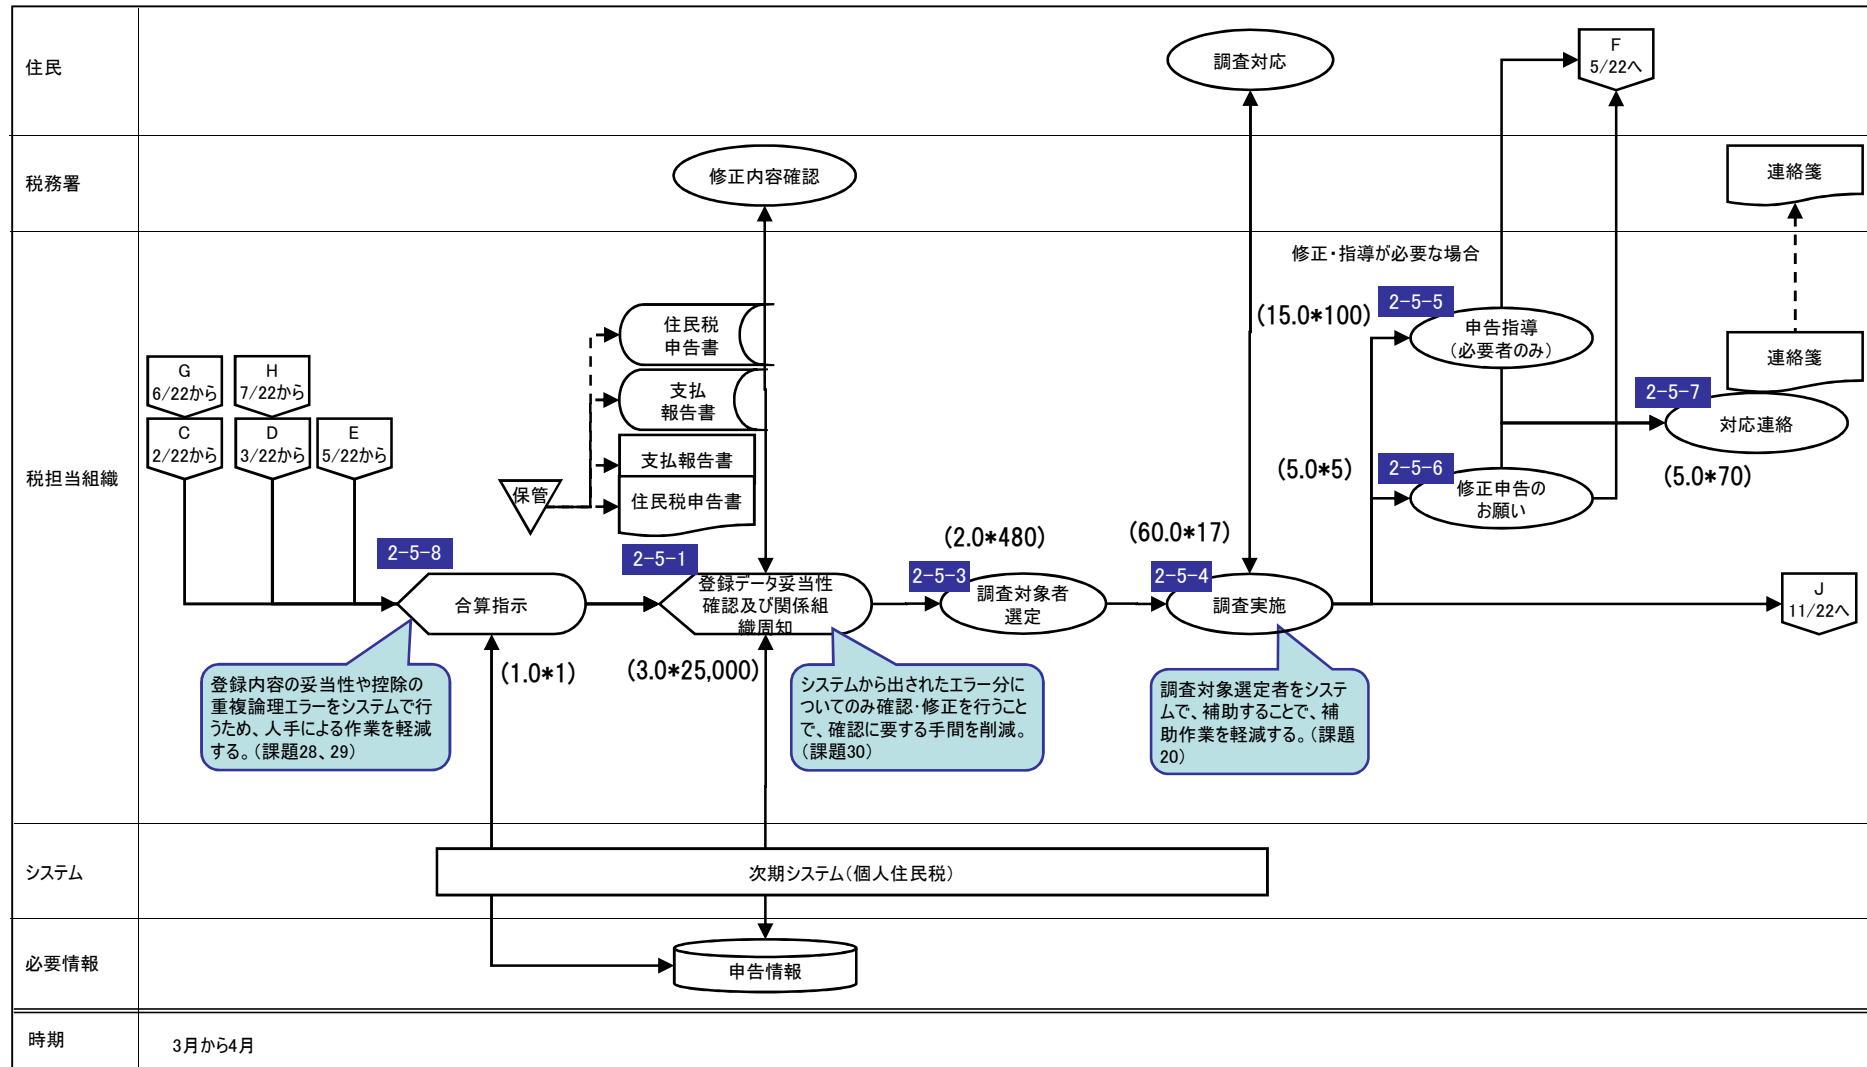 住民
調査対応
F
5/22へ
税務署
修正内容確認
連絡箋
税担当組織
修正・指導が必要な場合
住民税
申告書
(15.0*100)
2-5-5
申告指導
(必要者のみ)
連絡箋
G
6/22から
H
7/22から
支払
報告書
2-5-7
対応連絡
C
2/22から
D
3/22から
E
5/22から
支払報告書
(5.0*5)
2-5-6
(5.0*70)
保管
住民税申告書
修正申告の
お願い
(2.0*480)
(60.0*17)
2-5-8
2-5-1
2-5-3
2-5-4
合算指示
登録データ妥当性
確認及び関係組
織周知
調査対象者
選定
調査実施
J
11/22へ
(1.0*1)
(3.0*25,000)
登録内容の妥当性や控除の
重複論理エラーをシステムで行
うため、人手による作業を軽減
する。(課題28、29)
システムから出されたエラー分に
ついてのみ確認・修正を行うこと
で、確認に要する手間を削減。
(課題30)
調査対象選定者をシステ
ムで、補助することで、補
助作業を軽減する。(課題
20)
システム
次期システム(個人住民税)
必要情報
申告情報
時期
3月から4月